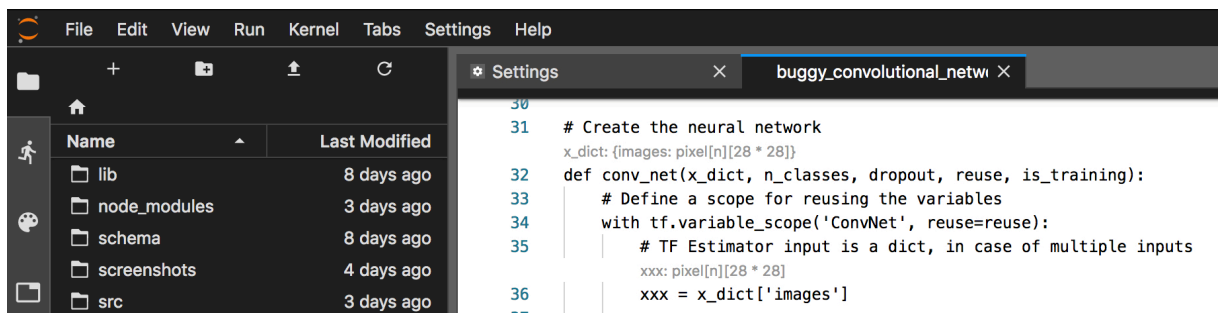 File Edit View Run Kernel Tabs Settings Help
Settings
buggy_convolutional_netw
Name Last Modified
lib 8 days ago
node_modules 3 days ago
schema 8 days ago
screenshots 4 days ago
src 3 days ago
30
31 # Create the neural network
x_dict: {images: pixel[n][28 * 28]}
32 def conv_net(x_dict, n_classes, dropout, reuse, is_training):
33 # Define a scope for reusing the variables
34 with tf.variable_scope('ConvNet', reuse=reuse):
35 # TF Estimator input is a dict, in case of multiple inputs
xxx: pixel[n][28 * 28]
36 xxx = x_dict['images']